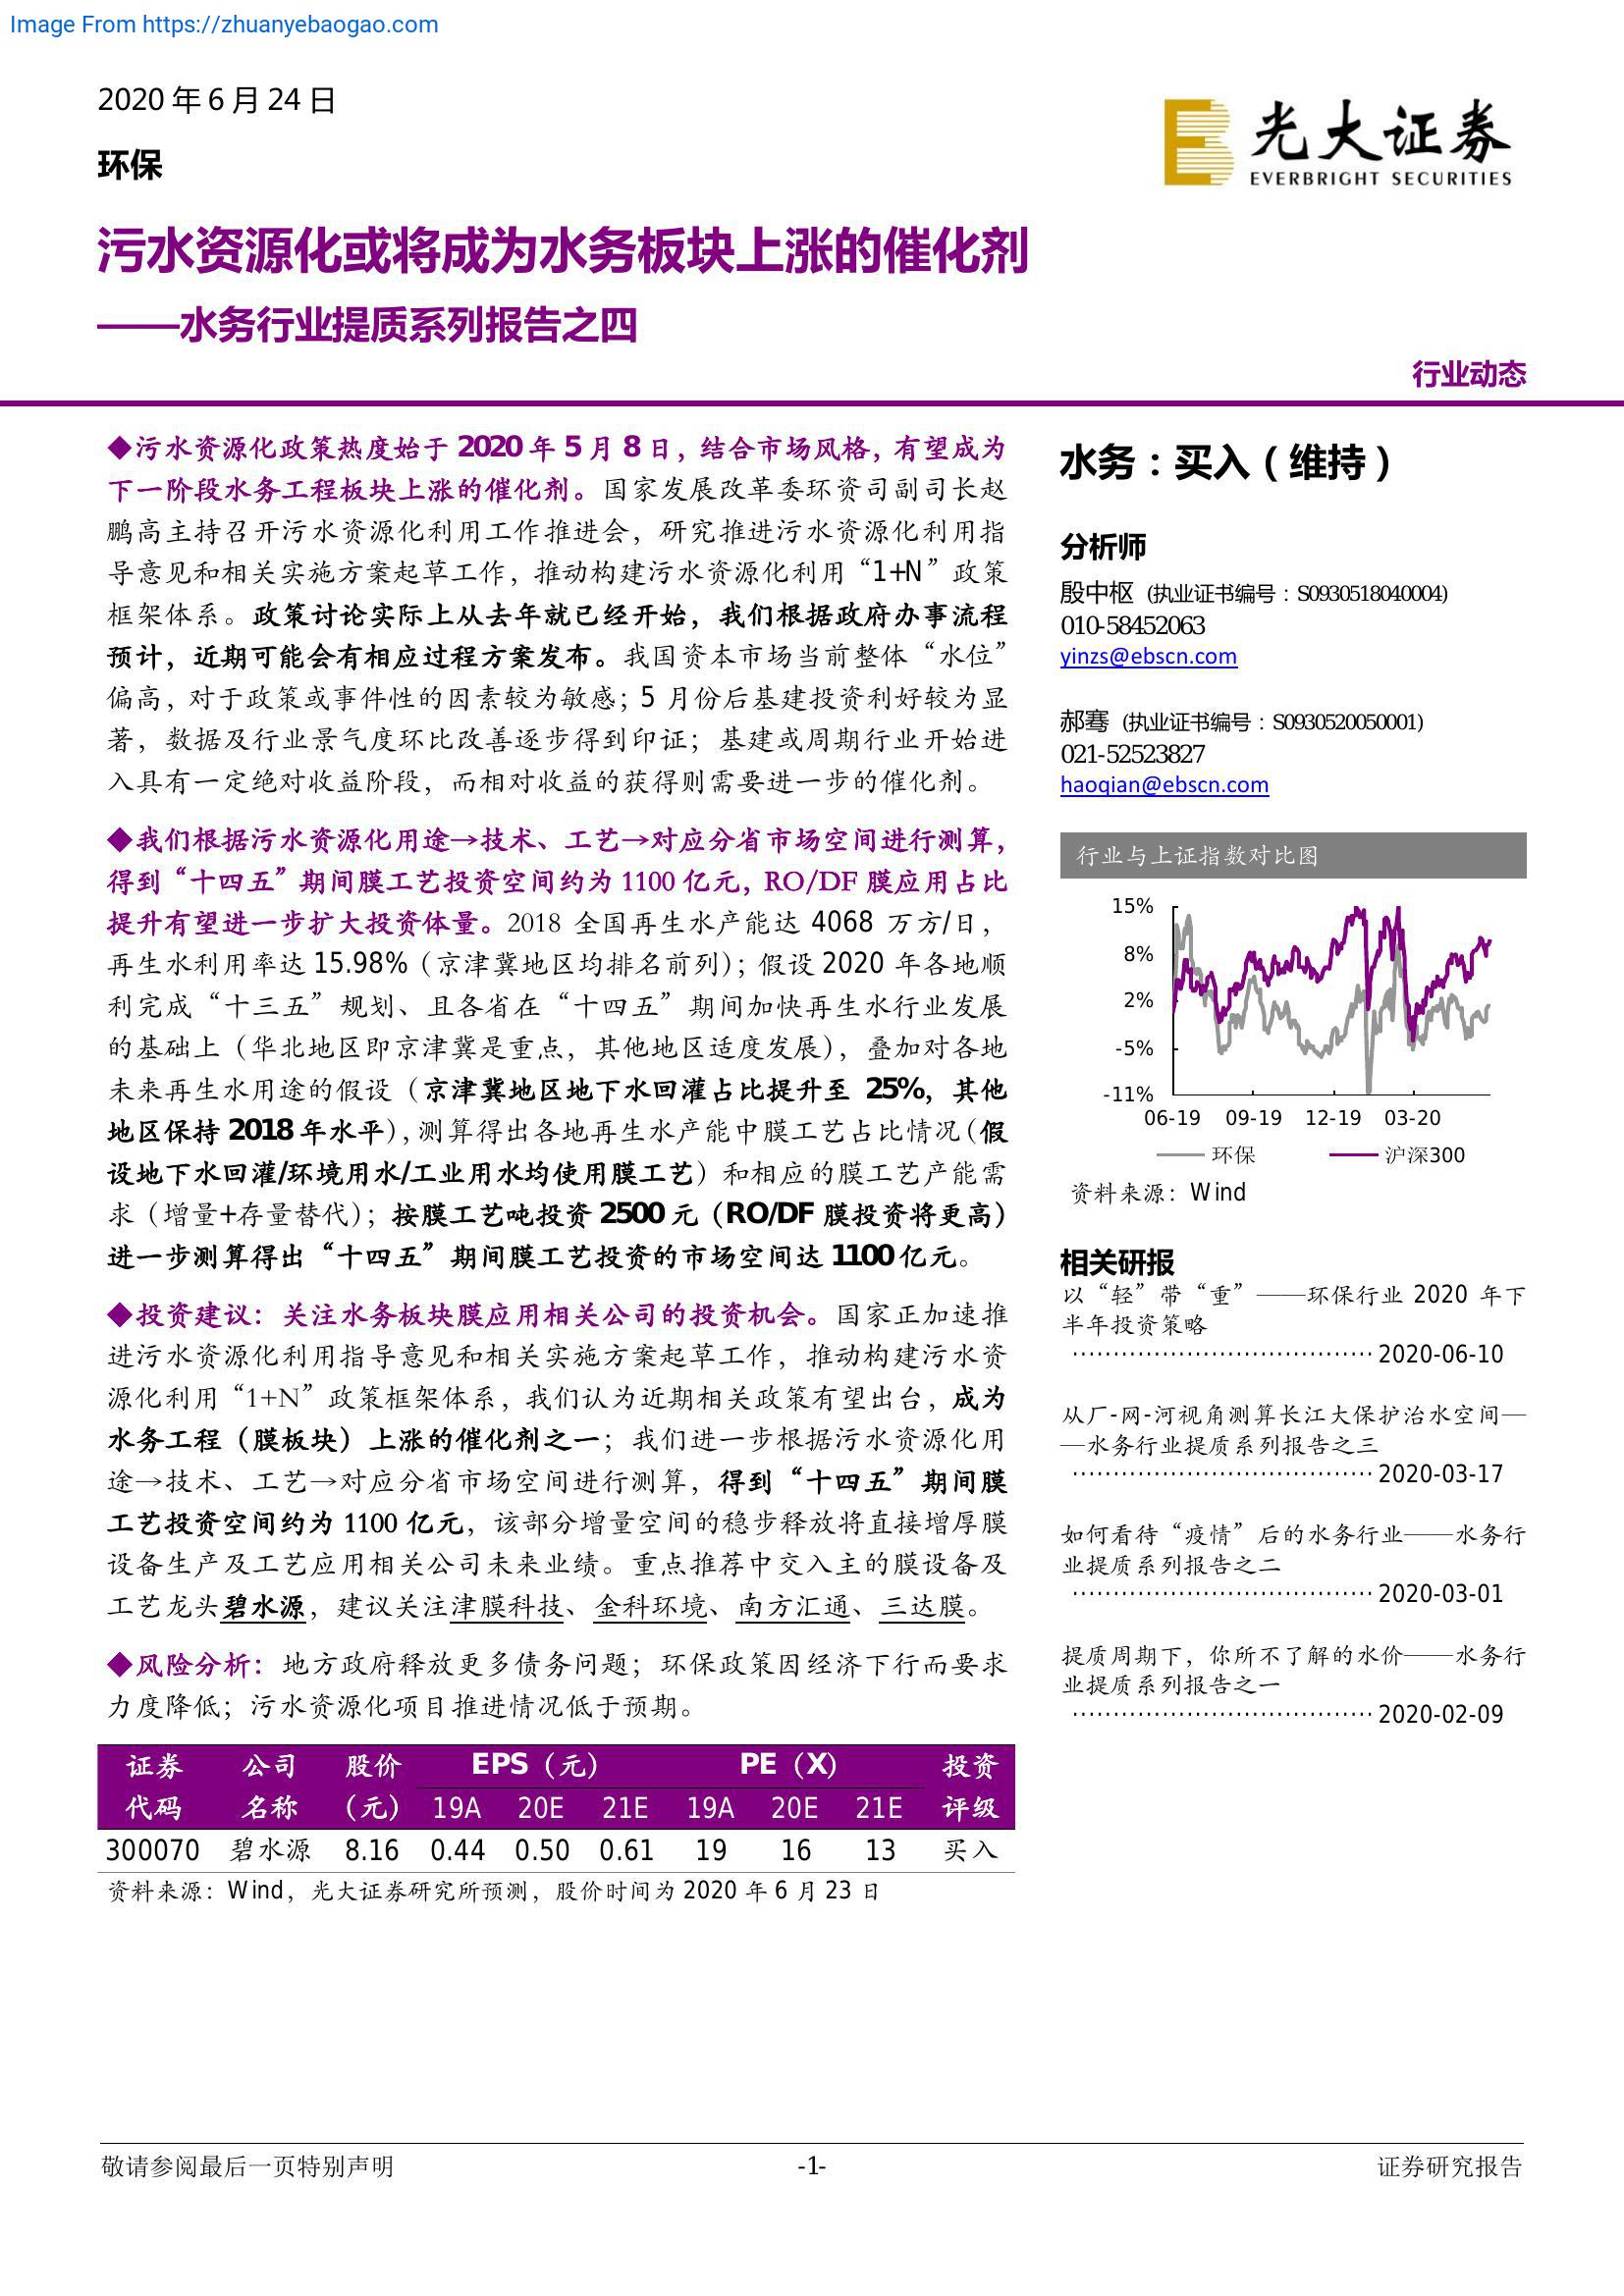 Image From https://zhuanyebaogao.com
2020 年 6 月 24 日
环保
光大证券
EVERBRIGHT SECURITIES
污水资源化或将成为水务板块上涨的催化剂
——水务行业提质系列报告之四
行业动态
◆污水资源化政策热度始于 2020 年 5 月 8 日，结合市场风格，有望成为
下一阶段水务工程板块上涨的催化剂。国家发展改革委环资司副司长赵
鹏高主持召开污水资源化利用工作推进会，研究推进污水资源化利用指
导意见和相关实施方案起草工作，推动构建污水资源化利用“1+N”政策
框架体系。政策讨论实际上从去年就已经开始，我们根据政府办事流程
预计，近期可能会有相应过程方案发布。我国资本市场当前整体“水位”
偏高，对于政策或事件性的因素较为敏感；5 月份后基建投资利好较为显
著，数据及行业景气度环比改善逐步得到印证；基建或周期行业开始进
入具有一定绝对收益阶段，而相对收益的获得则需要进一步的催化剂。
◆我们根据污水资源化用途→技术、工艺→对应分省市场空间进行测算，
得到“十四五”期间膜工艺投资空间约为 1100 亿元，RO/DF 膜应用占比
提升有望进一步扩大投资体量。2018 全国再生水产能达 4068 万方/日，
再生水利用率达 15.98%（京津冀地区均排名前列）；假设 2020 年各地顺
利完成“十三五”规划、且各省在“十四五”期间加快再生水行业发展
的基础上（华北地区即京津冀是重点，其他地区适度发展），叠加对各地
未来再生水用途的假设（京津冀地区地下水回灌占比提升至 25%，其他
地区保持 2018 年水平），测算得出各地再生水产能中膜工艺占比情况（假
设地下水回灌/环境用水/工业用水均使用膜工艺）和相应的膜工艺产能需
求（增量+存量替代）；按膜工艺吨投资 2500 元（RO/DF 膜投资将更高）
进一步测算得出“十四五”期间膜工艺投资的市场空间达 1100 亿元。
◆投资建议：关注水务板块膜应用相关公司的投资机会。国家正加速推
进污水资源化利用指导意见和相关实施方案起草工作，推动构建污水资
源化利用“1+N”政策框架体系，我们认为近期相关政策有望出台，成为
水务工程（膜板块）上涨的催化剂之一；我们进一步根据污水资源化用
途→技术、工艺→对应分省市场空间进行测算，得到“十四五”期间膜
工艺投资空间约为 1100 亿元，该部分增量空间的稳步释放将直接增厚膜
设备生产及工艺应用相关公司未来业绩。重点推荐中交入主的膜设备及
工艺龙头碧水源，建议关注津膜科技、金科环境、南方汇通、三达膜。
◆风险分析：地方政府释放更多债务问题；环保政策因经济下行而要求
力度降低；污水资源化项目推进情况低于预期。
证券 公司 股价 EPS（元） PE（X） 投资
代码 名称 （元） 19A 20E 21E 19A 20E 21E 评级
300070 碧水源 8.16 0.44 0.50 0.61 19 16 13 买入
资料来源：Wind，光大证券研究所预测，股价时间为 2020 年 6 月 23 日
水务：买入（维持）
分析师
殷中枢 (执业证书编号：S0930518040004)
010-58452063
yinzs@ebscn.com
郝骞 (执业证书编号：S0930520050001)
021-52523827
haoqian@ebscn.com
行业与上证指数对比图
15%
8%
2%
-5%
-11%
06-19 09-19 12-19 03-20
环保 沪深300
资料来源：Wind
相关研报
以“轻”带“重”——环保行业 2020 年下
半年投资策略
····································2020-06-10
从厂-网-河视角测算长江大保护治水空间—
—水务行业提质系列报告之三
····································2020-03-17
如何看待“疫情”后的水务行业——水务行
业提质系列报告之二
····································2020-03-01
提质周期下，你所不了解的水价——水务行
业提质系列报告之一
····································2020-02-09
敬请参阅最后一页特别声明 -1- 证券研究报告